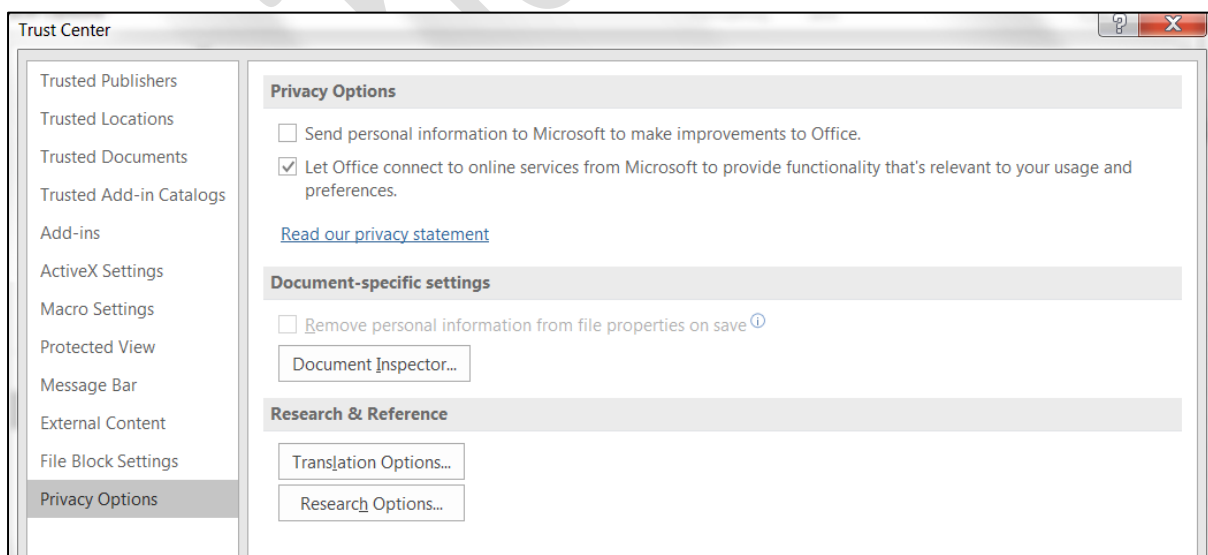 Trust Center
Trusted Publishers
Trusted Locations
Trusted Documents
Trusted Add-in Catalogs
Add-ins
ActiveX Settings
Macro Settings
Protected View
Message Bar
External Content
File Block Settings
Privacy Options
Privacy Options
Send personal information to Microsoft to make improvements to Office.
Let Office connect to online services from Microsoft to provide functionality that's relevant to your usage and
preferences.
Read our privacy statement
Document-specific settings
Remove personal information from file properties on save
Document Inspector...
Research & Reference
Translation Options...
Research Options...